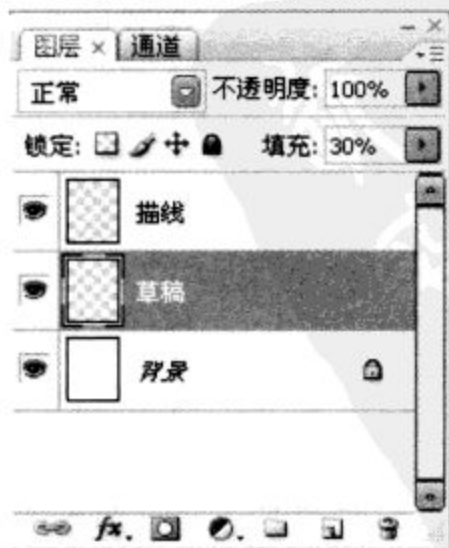 图层 × 通道
正常 不透明度: 100%
锁定: 填充: 30%
描线
草稿
背景
fx.